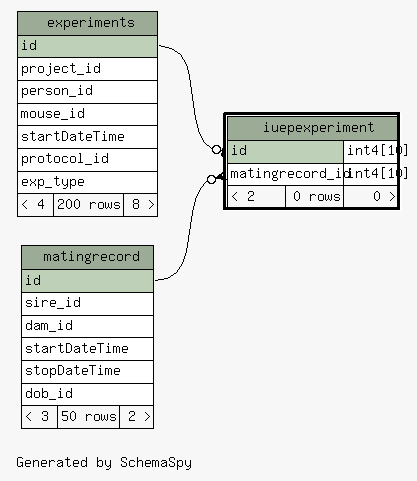 experiments
id
project_id
person_id
mouse_id
startDateTime
protocol_id
exp_type
< 4 200 rows 8 >
iuepexperiment
id int4[10]
matingrecord_id int4[10]
< 2 0 rows 0 >
matingrecord
id
sire_id
dam_id
startDateTime
stopDateTime
dob_id
< 3 50 rows 2 >
Generated by SchemaSpy